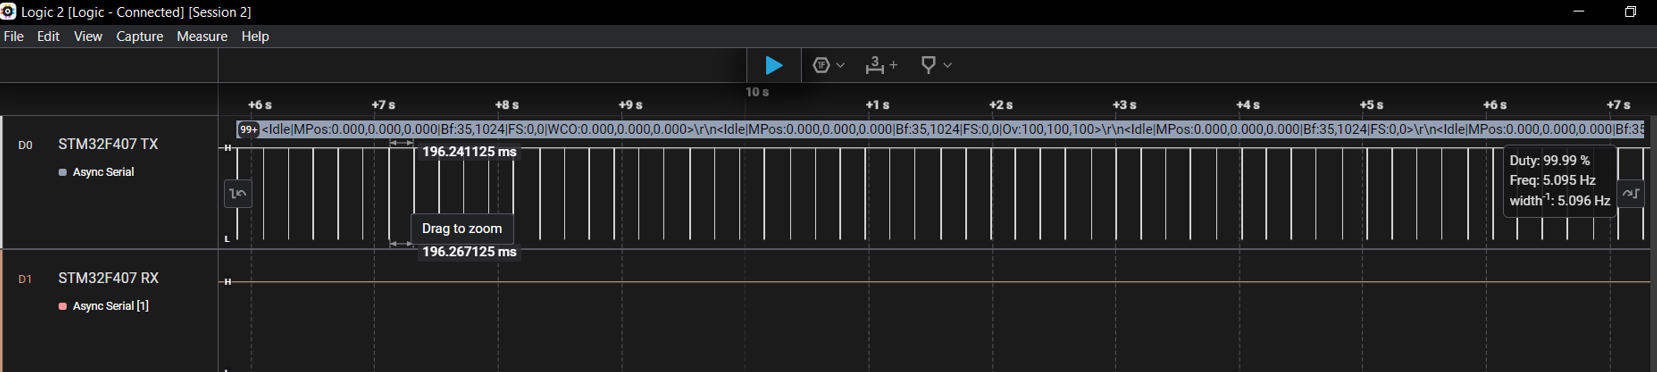 Logic 2 [Logic - Connected] [Session 2]
File Edit View Capture Measure Help
1F 3 +
10 s
+6 s +7 s +8 s +9 s +1 s +2 s +3 s +4 s +5 s +6 s +7 s
99+ <Idle|MPos:0.000,0.000,0.000|Bf:35,1024|FS:0,0|WCO:0.000,0.000,0.000>\r\n<Idle|MPos:0.000,0.000,0.000|Bf:35,1024|FS:0,0|Ov:100,100,100>\r\n<Idle|MPos:0.000,0.000,0.000|Bf:35,1024|FS:0,0>\r\n<Idle|MPos:0.000,0.000,0.000|Bf:35
D0 STM32F407 TX
H
196.241125 ms
Async Serial
Duty: 99.99 %
Freq: 5.095 Hz
width⁻¹: 5.096 Hz
Drag to zoom
L
196.267125 ms
D1 STM32F407 RX
H
Async Serial [1]